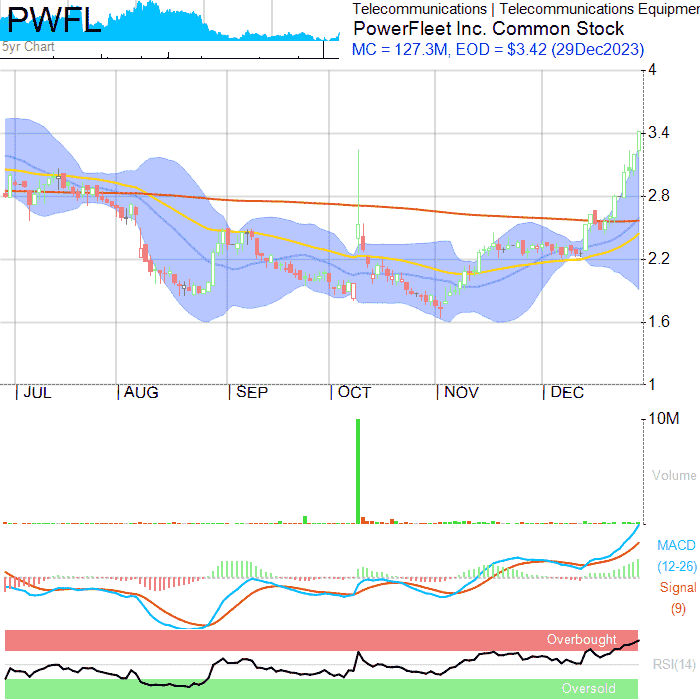 PWFL
5yr Chart
Telecommunications | Telecommunications Equipmen
PowerFleet Inc. Common Stock
MC = 127.3M, EOD = $3.42 (29Dec2023)
4
3.4
2.8
2.2
1.6
1
JUL AUG SEP OCT NOV DEC
10M
Volume
MACD
(12-26)
Signal
(9)
Overbought
RSI(14)
Oversold